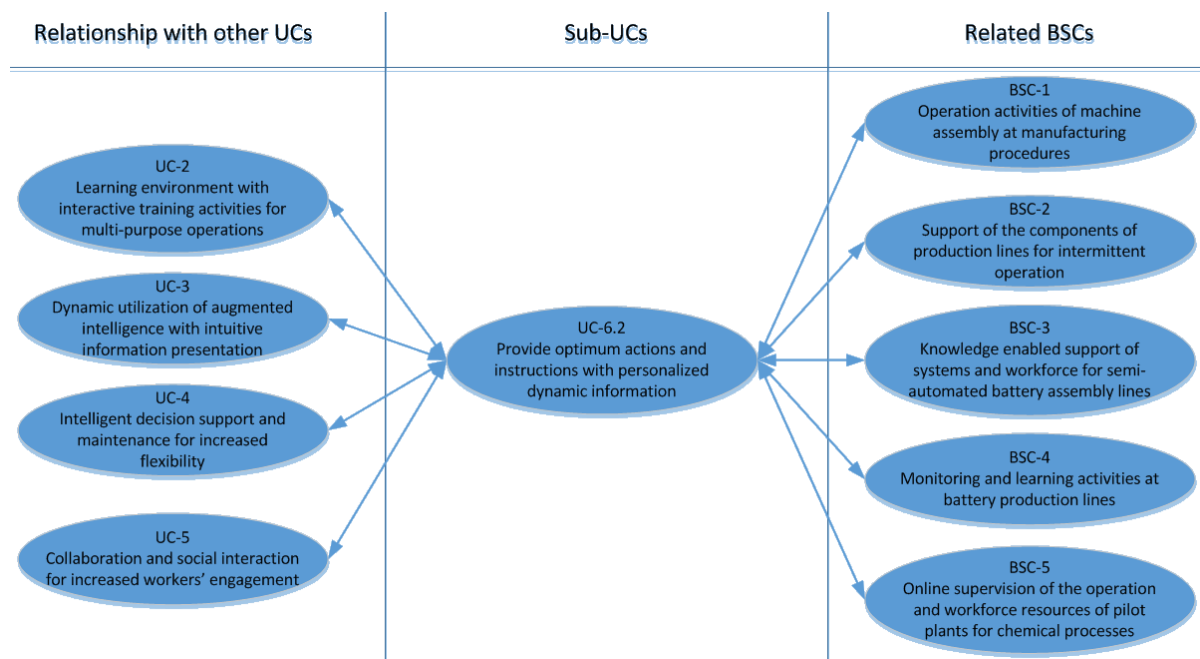 Relationship with other UCs
Sub-UCs
Related BSCs
UC-2
Learning environment with
interactive training activities for
multi-purpose operations
UC-3
Dynamic utilization of augmented
intelligence with intuitive
information presentation
UC-4
Intelligent decision support and
maintenance for increased
flexibility
UC-5
Collaboration and social interaction
for increased workers’ engagement
UC-6.2
Provide optimum actions and
instructions with personalized
dynamic information
BSC-1
Operation activities of machine
assembly at manufacturing
procedures
BSC-2
Support of the components of
production lines for intermittent
operation
BSC-3
Knowledge enabled support of
systems and workforce for semi-
automated battery assembly lines
BSC-4
Monitoring and learning activities at
battery production lines
BSC-5
Online supervision of the operation
and workforce resources of pilot
plants for chemical processes